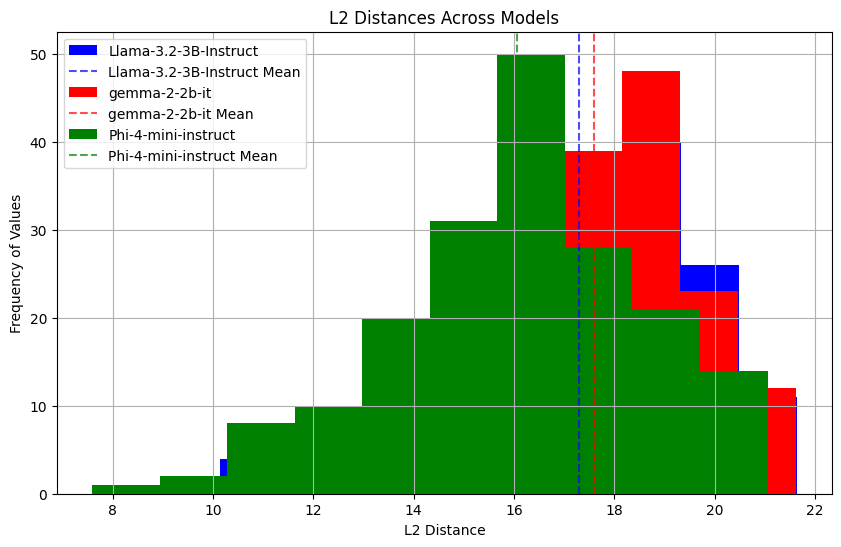 L2 Distances Across Models
Llama-3.2-3B-Instruct
Llama-3.2-3B-Instruct Mean
gemma-2-2b-it
gemma-2-2b-it Mean
Phi-4-mini-instruct
Phi-4-mini-instruct Mean
Frequency of Values
50
40
30
20
10
0
8 10 12 14 16 18 20 22
L2 Distance